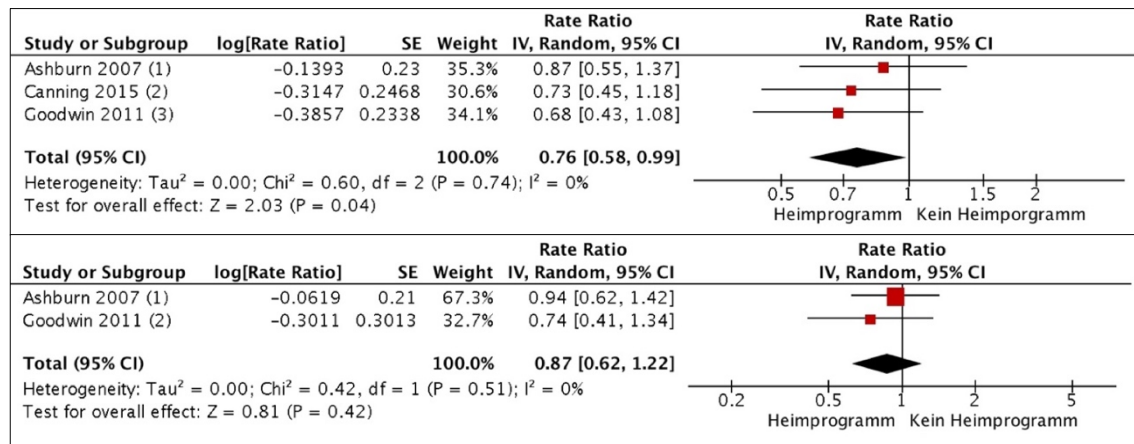 Rate Ratio Rate Ratio
Study or Subgroup log[Rate Ratio] SE Weight IV, Random, 95% CI IV, Random, 95% CI
Ashburn 2007 (1) −0.1393 0.23 35.3% 0.87 [0.55, 1.37]
Canning 2015 (2) −0.3147 0.2468 30.6% 0.73 [0.45, 1.18]
Goodwin 2011 (3) −0.3857 0.2338 34.1% 0.68 [0.43, 1.08]
Total (95% CI) 100.0% 0.76 [0.58, 0.99]
Heterogeneity: Tau² = 0.00; Chi² = 0.60, df = 2 (P = 0.74); I² = 0%
Test for overall effect: Z = 2.03 (P = 0.04)
0.5 0.7 1 1.5 2
Heimprogramm Kein Heimporgramm
Rate Ratio Rate Ratio
Study or Subgroup log[Rate Ratio] SE Weight IV, Random, 95% CI IV, Random, 95% CI
Ashburn 2007 (1) −0.0619 0.21 67.3% 0.94 [0.62, 1.42]
Goodwin 2011 (2) −0.3011 0.3013 32.7% 0.74 [0.41, 1.34]
Total (95% CI) 100.0% 0.87 [0.62, 1.22]
Heterogeneity: Tau² = 0.00; Chi² = 0.42, df = 1 (P = 0.51); I² = 0%
Test for overall effect: Z = 0.81 (P = 0.42)
0.2 0.5 1 2 5
Heimprogramm Kein Heimprogramm